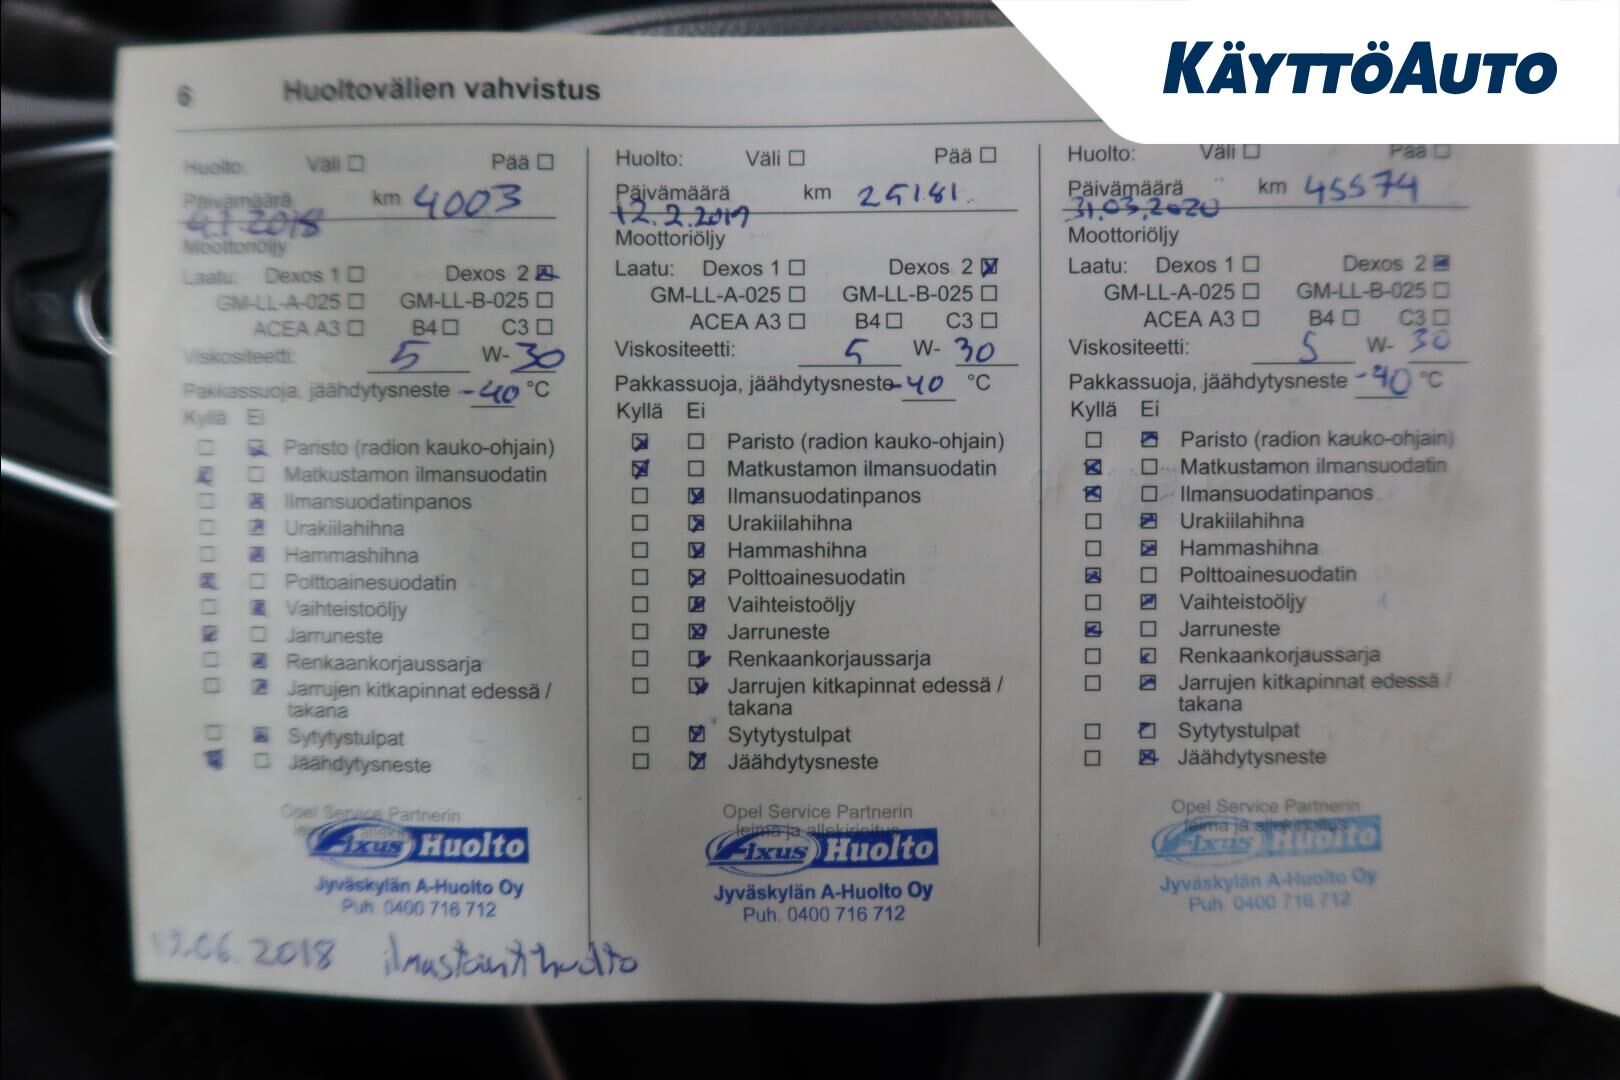 KÄYTTÖAUTO
6 Huoltovälien vahvistus
Huolto: Väli Pää
Päivämäärä km 4003
4.1.2018
Moottoriöljy
Laatu: Dexos 1 Dexos 2
GM-LL-A-025 GM-LL-B-025
ACEA A3 B4 C3
Viskositeetti: 5 W- 30
Pakkassuoja, jäähdytysneste -40 °C
Kyllä Ei
Paristo (radion kauko-ohjain)
Matkustamon ilmansuodatin
Ilmansuodatinpanos
Urakiilahihna
Hammashihna
Polttoainesuodatin
Vaihteistoöljy
Jarruneste
Renkaankorjaussarja
Jarrujen kitkapinnat edessä /
takana
Sytytystulpat
Jäähdytysneste
Opel Service Partnerin
Fixus Huolto
Jyväskylän A-Huolto Oy
Puh. 0400 716 712
.06.2018 ilmastointihuolto
Huolto: Väli Pää
Päivämäärä km 25181
12.2.2019
Moottoriöljy
Laatu: Dexos 1 Dexos 2
GM-LL-A-025 GM-LL-B-025
ACEA A3 B4 C3
Viskositeetti: 5 W- 30
Pakkassuoja, jäähdytysneste -40 °C
Kyllä Ei
Paristo (radion kauko-ohjain)
Matkustamon ilmansuodatin
Ilmansuodatinpanos
Urakiilahihna
Hammashihna
Polttoainesuodatin
Vaihteistoöljy
Jarruneste
Renkaankorjaussarja
Jarrujen kitkapinnat edessä /
takana
Sytytystulpat
Jäähdytysneste
Opel Service Partnerin
leima ja allekirjoitus
Fixus Huolto
Jyväskylän A-Huolto Oy
Puh. 0400 716 712
Huolto: Väli Pää
Päivämäärä km 45574
31.03.2020
Moottoriöljy
Laatu: Dexos 1 Dexos 2
GM-LL-A-025 GM-LL-B-025
ACEA A3 B4 C3
Viskositeetti: 5 W- 30
Pakkassuoja, jäähdytysneste -40 °C
Kyllä Ei
Paristo (radion kauko-ohjain)
Matkustamon ilmansuodatin
Ilmansuodatinpanos
Urakiilahihna
Hammashihna
Polttoainesuodatin
Vaihteistoöljy
Jarruneste
Renkaankorjaussarja
Jarrujen kitkapinnat edessä /
takana
Sytytystulpat
Jäähdytysneste
Opel Service Partnerin
leima ja allekirjoitus
Fixus Huolto
Jyväskylän A-Huolto Oy
Puh. 0400 716 712